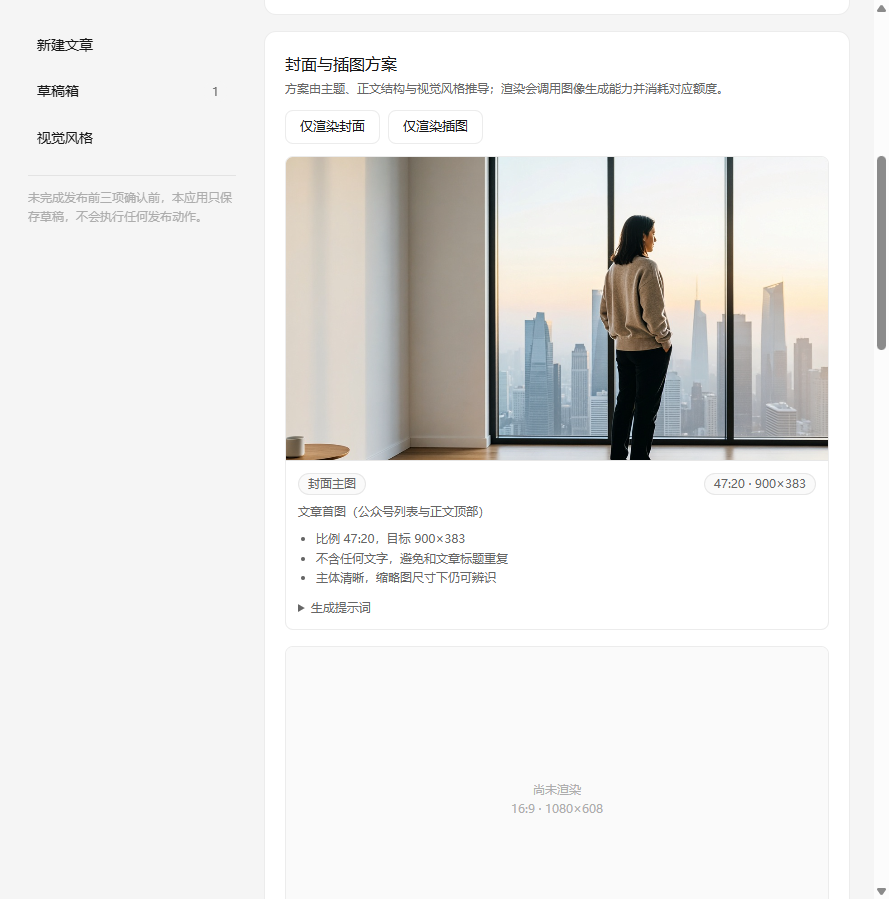 新建文章
草稿箱 1
视觉风格
未完成发布前三项确认前，本应用只保
存草稿，不会执行任何发布动作。
封面与插图方案
方案由主题、正文结构与视觉风格推导；渲染会调用图像生成能力并消耗对应额度。
仅渲染封面 仅渲染插图
封面主图 47:20 · 900×383
文章首图（公众号列表与正文顶部）
比例 47:20，目标 900×383
不含任何文字，避免和文章标题重复
主体清晰，缩略图尺寸下仍可辨识
生成提示词
尚未渲染
16:9 · 1080×608